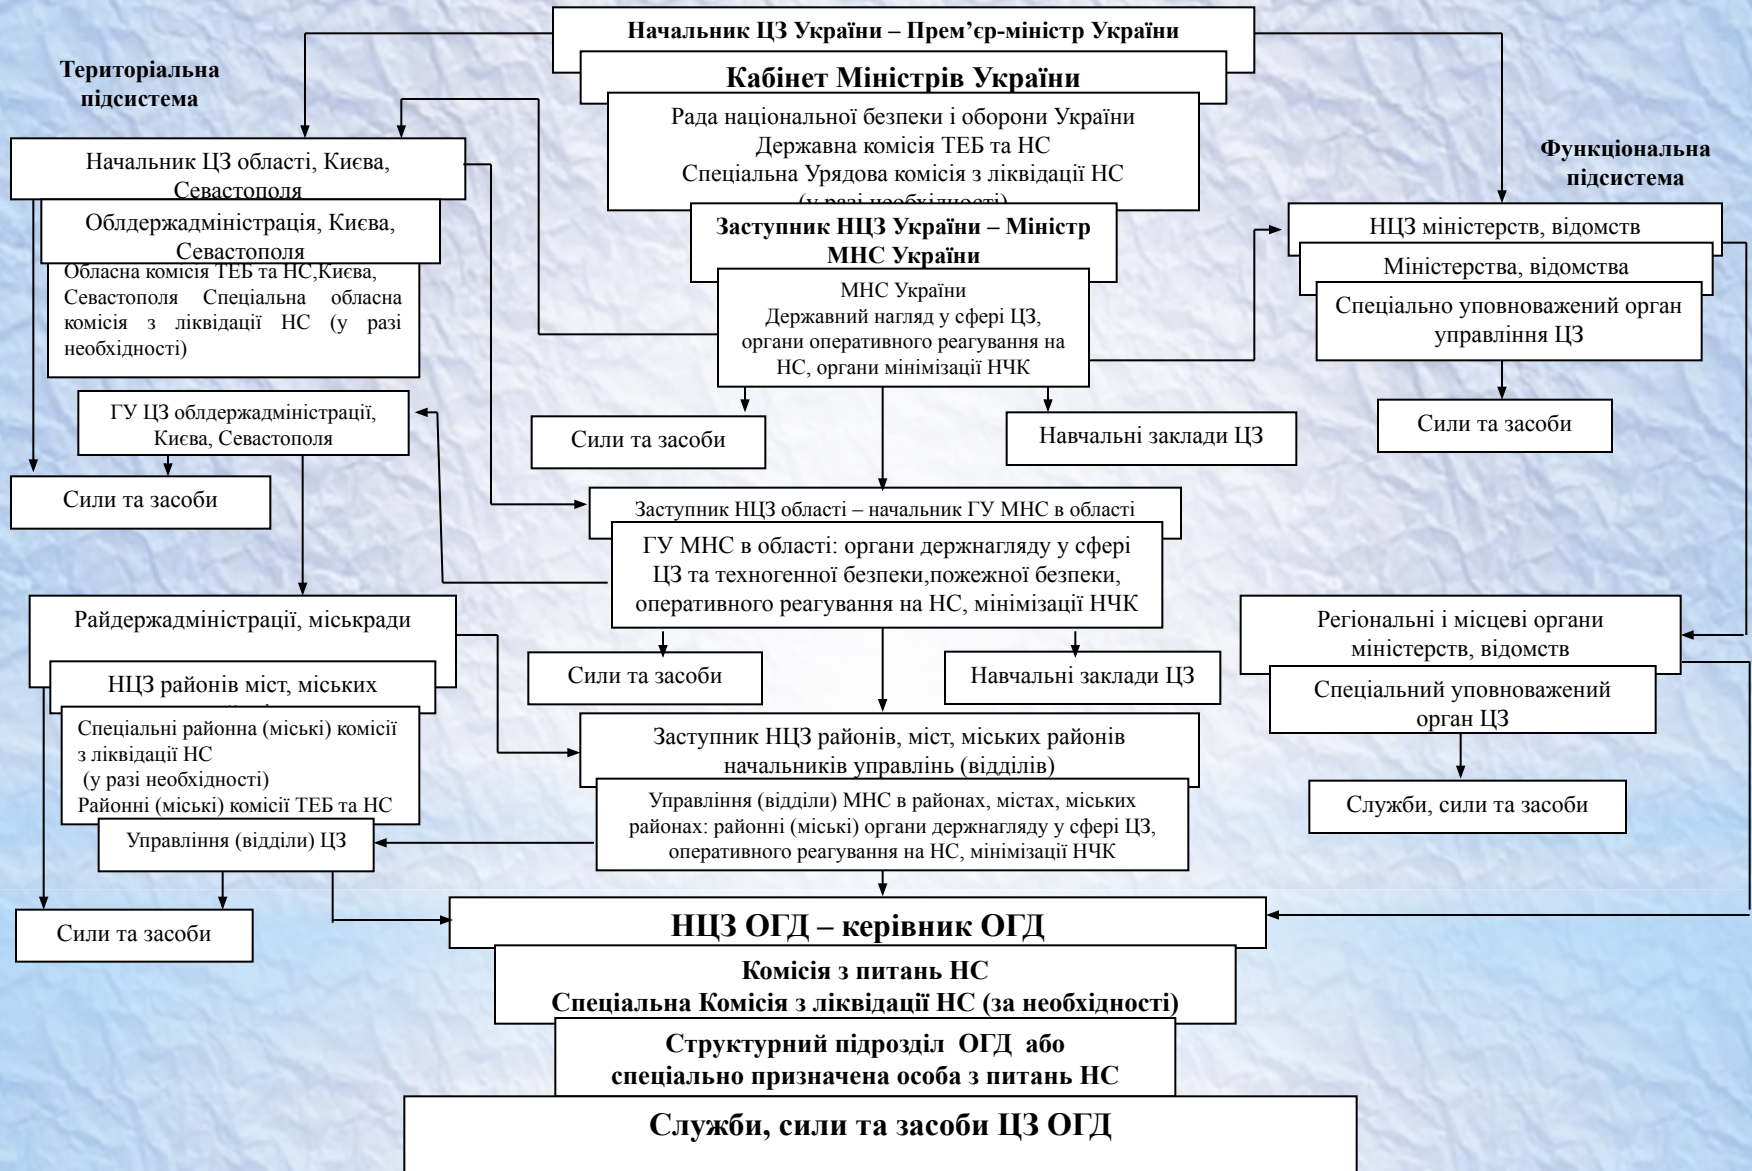 Начальник ЦЗ України – Прем’єр-міністр України
Кабінет Міністрів України
Рада національної безпеки і оборони України
Державна комісія ТЕБ та НС
Спеціальна Урядова комісія з ліквідації НС
(у разі необхідності)
Заступник НЦЗ України – Міністр
МНС України
МНС України
Державний нагляд у сфері ЦЗ,
органи оперативного реагування на
НС, органи мінімізації НЧК
Сили та засоби
Навчальні заклади ЦЗ
Територіальна
підсистема
Начальник ЦЗ області, Києва,
Севастополя
Облдержадміністрація, Києва,
Севастополя
Обласна комісія ТЕБ та НС,Києва,
Севастополя Спеціальна обласна
комісія з ліквідації НС (у разі
необхідності)
ГУ ЦЗ облдержадміністрації,
Києва, Севастополя
Сили та засоби
Функціональна
підсистема
НЦЗ міністерств, відомств
Міністерства, відомства
Спеціально уповноважений орган
управління ЦЗ
Сили та засоби
Заступник НЦЗ області – начальник ГУ МНС в області
ГУ МНС в області: органи держнагляду у сфері
ЦЗ та техногенної безпеки,пожежної безпеки,
оперативного реагування на НС, мінімізації НЧК
Сили та засоби
Навчальні заклади ЦЗ
Райдержадміністрації, міськради
НЦЗ районів міст, міських
Спеціальні районна (міські) комісії
з ліквідації НС
(у разі необхідності)
Районні (міські) комісії ТЕБ та НС
Управління (відділи) ЦЗ
Сили та засоби
Заступник НЦЗ районів, міст, міських районів
начальників управлінь (відділів)
Управління (відділи) МНС в районах, містах, міських
районах: районні (міські) органи держнагляду у сфері ЦЗ,
оперативного реагування на НС, мінімізації НЧК
Регіональні і місцеві органи
міністерств, відомств
Спеціальний уповноважений
орган ЦЗ
Служби, сили та засоби
НЦЗ ОГД – керівник ОГД
Комісія з питань НС
Спеціальна Комісія з ліквідації НС (за необхідності)
Структурний підрозділ ОГД або
спеціально призначена особа з питань НС
Служби, сили та засоби ЦЗ ОГД